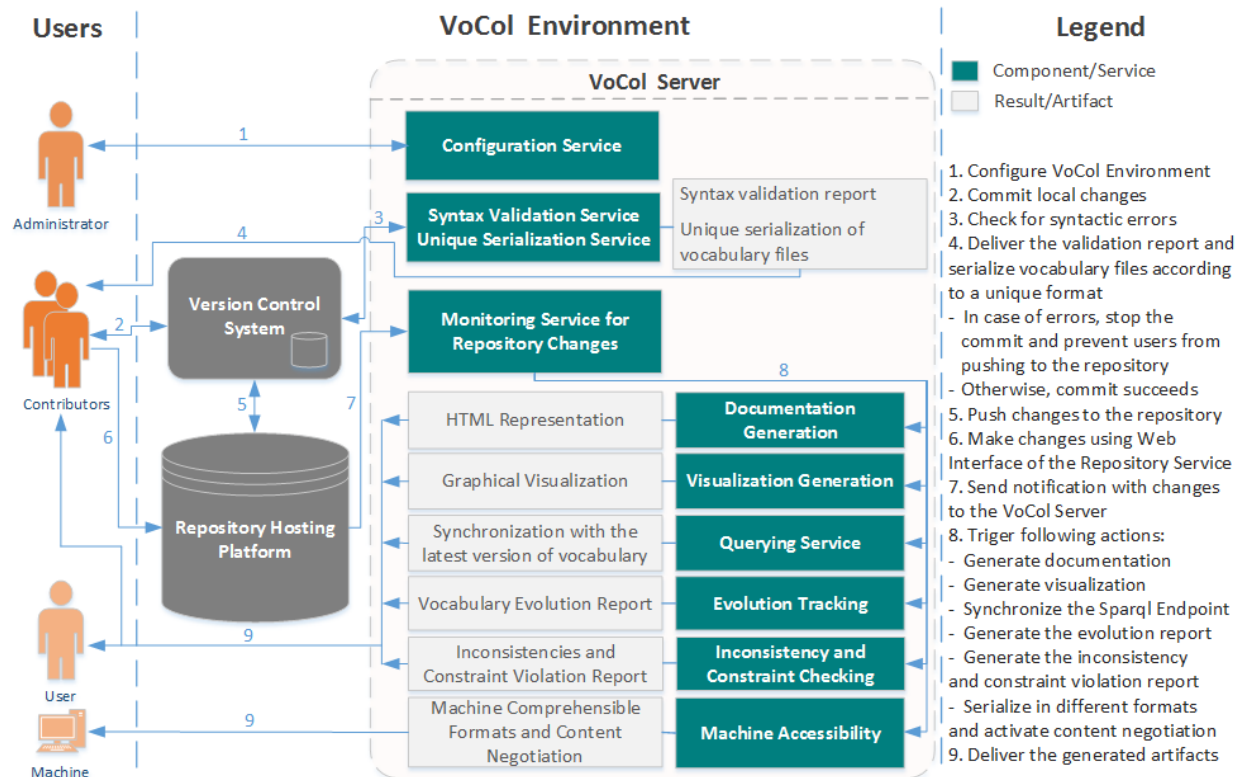 Users
VoCol Environment
Legend
VoCol Server
Component/Service
Result/Artifact
Administrator
1
Configuration Service
3
Syntax Validation Service
Unique Serialization Service
Syntax validation report
Unique serialization of
vocabulary files
4
Contributors
2
Version Control
System
Monitoring Service for
Repository Changes
8
5
7
6
Repository Hosting
Platform
HTML Representation
Documentation
Generation
Graphical Visualization
Visualization Generation
Synchronization with the
latest version of vocabulary
Querying Service
Vocabulary Evolution Report
Evolution Tracking
Inconsistencies and
Constraint Violation Report
Inconsistency and
Constraint Checking
Machine Comprehensible
Formats and Content
Negotiation
Machine Accessibility
9
User
9
Machine
1. Configure VoCol Environment
2. Commit local changes
3. Check for syntactic errors
4. Deliver the validation report and
serialize vocabulary files according
to a unique format
- In case of errors, stop the
commit and prevent users from
pushing to the repository
- Otherwise, commit succeeds
5. Push changes to the repository
6. Make changes using Web
Interface of the Repository Service
7. Send notification with changes
to the VoCol Server
8. Triger following actions:
- Generate documentation
- Generate visualization
- Synchronize the Sparql Endpoint
- Generate the evolution report
- Generate the inconsistency
and constraint violation report
- Serialize in different formats
and activate content negotiation
9. Deliver the generated artifacts